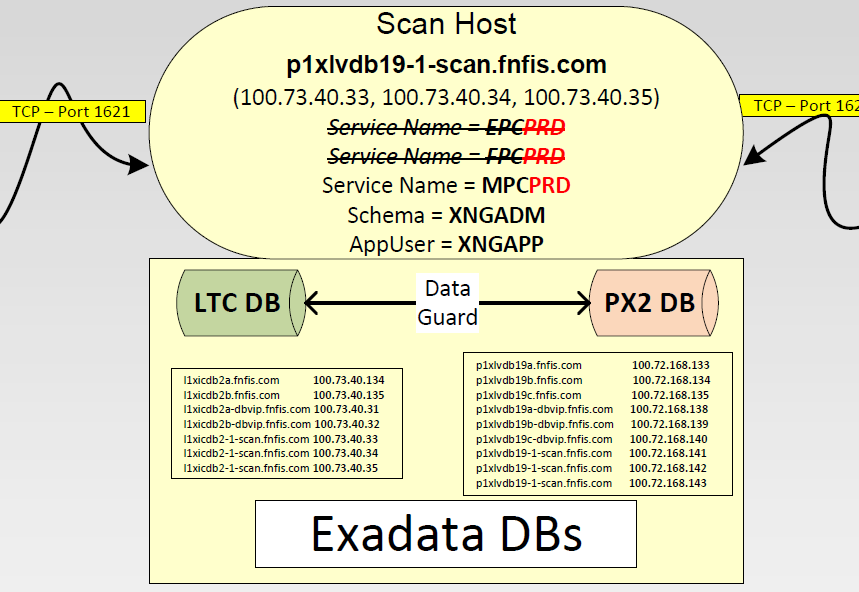 Scan Host
p1xlvdb19-1-scan.fnfis.com
(100.73.40.33, 100.73.40.34, 100.73.40.35)
TCP – Port 1621
TCP – Port 162
Service Name = EPCPRD
Service Name = FPCPRD
Service Name = MPCPRD
Schema = XNGADM
AppUser = XNGAPP
LTC DB
Data
Guard
PX2 DB
l1xicdb2a.fnfis.com 100.73.40.134
l1xicdb2b.fnfis.com 100.73.40.135
l1xicdb2a-dbvip.fnfis.com 100.73.40.31
l1xicdb2b-dbvip.fnfis.com 100.73.40.32
l1xicdb2-1-scan.fnfis.com 100.73.40.33
l1xicdb2-1-scan.fnfis.com 100.73.40.34
l1xicdb2-1-scan.fnfis.com 100.73.40.35
p1xlvdb19a.fnfis.com 100.72.168.133
p1xlvdb19b.fnfis.com 100.72.168.134
p1xlvdb19c.fnfis.com 100.72.168.135
p1xlvdb19a-dbvip.fnfis.com 100.72.168.138
p1xlvdb19b-dbvip.fnfis.com 100.72.168.139
p1xlvdb19c-dbvip.fnfis.com 100.72.168.140
p1xlvdb19-1-scan.fnfis.com 100.72.168.141
p1xlvdb19-1-scan.fnfis.com 100.72.168.142
p1xlvdb19-1-scan.fnfis.com 100.72.168.143
Exadata DBs